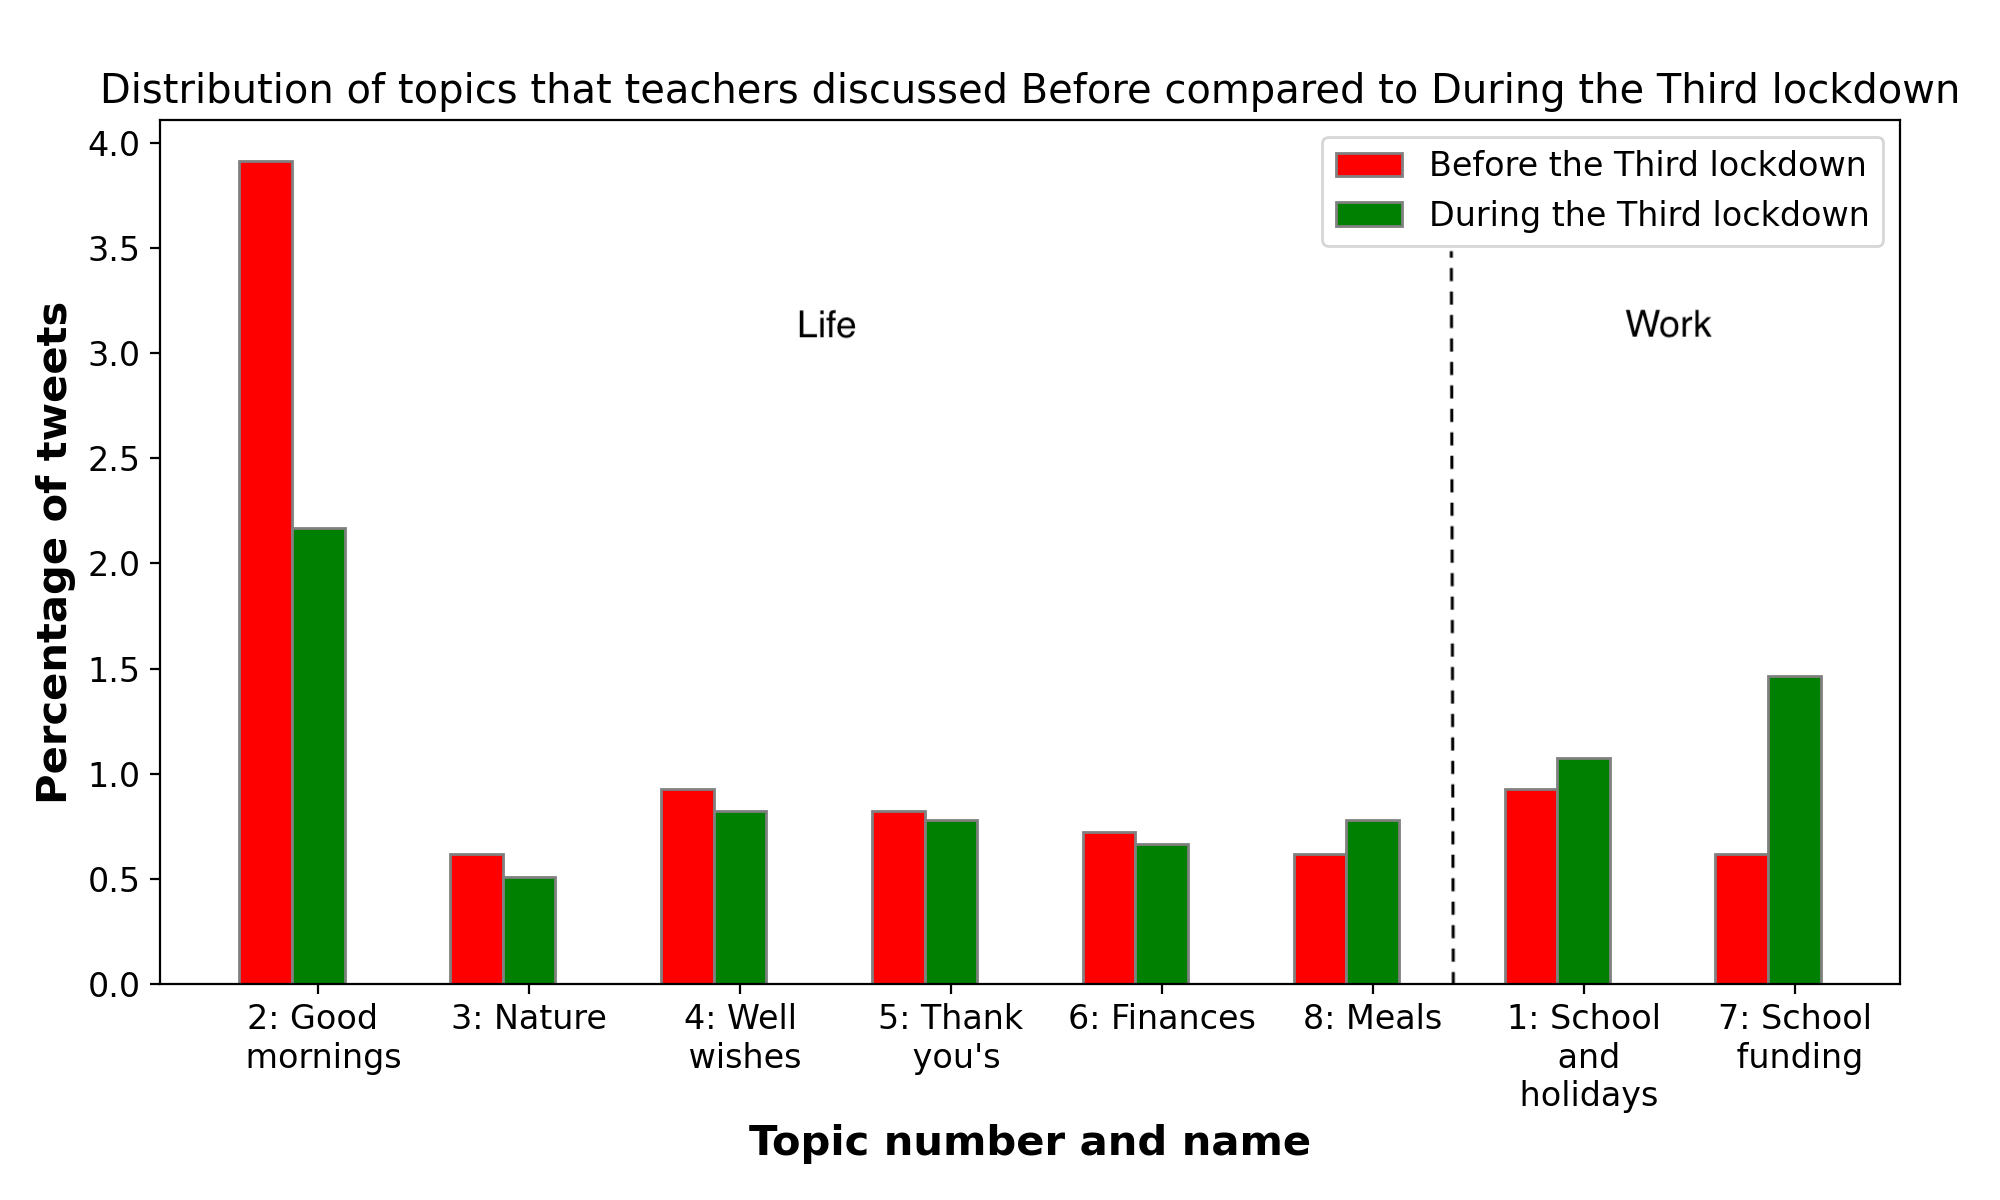 Distribution of topics that teachers discussed Before compared to During the Third lockdown
Percentage of tweets
4.0
3.5
3.0
2.5
2.0
1.5
1.0
0.5
0.0
Before the Third lockdown
During the Third lockdown
Life
Work
2: Good
mornings
3: Nature
4: Well
wishes
5: Thank
you's
6: Finances
8: Meals
1: School
and
holidays
7: School
funding
Topic number and name